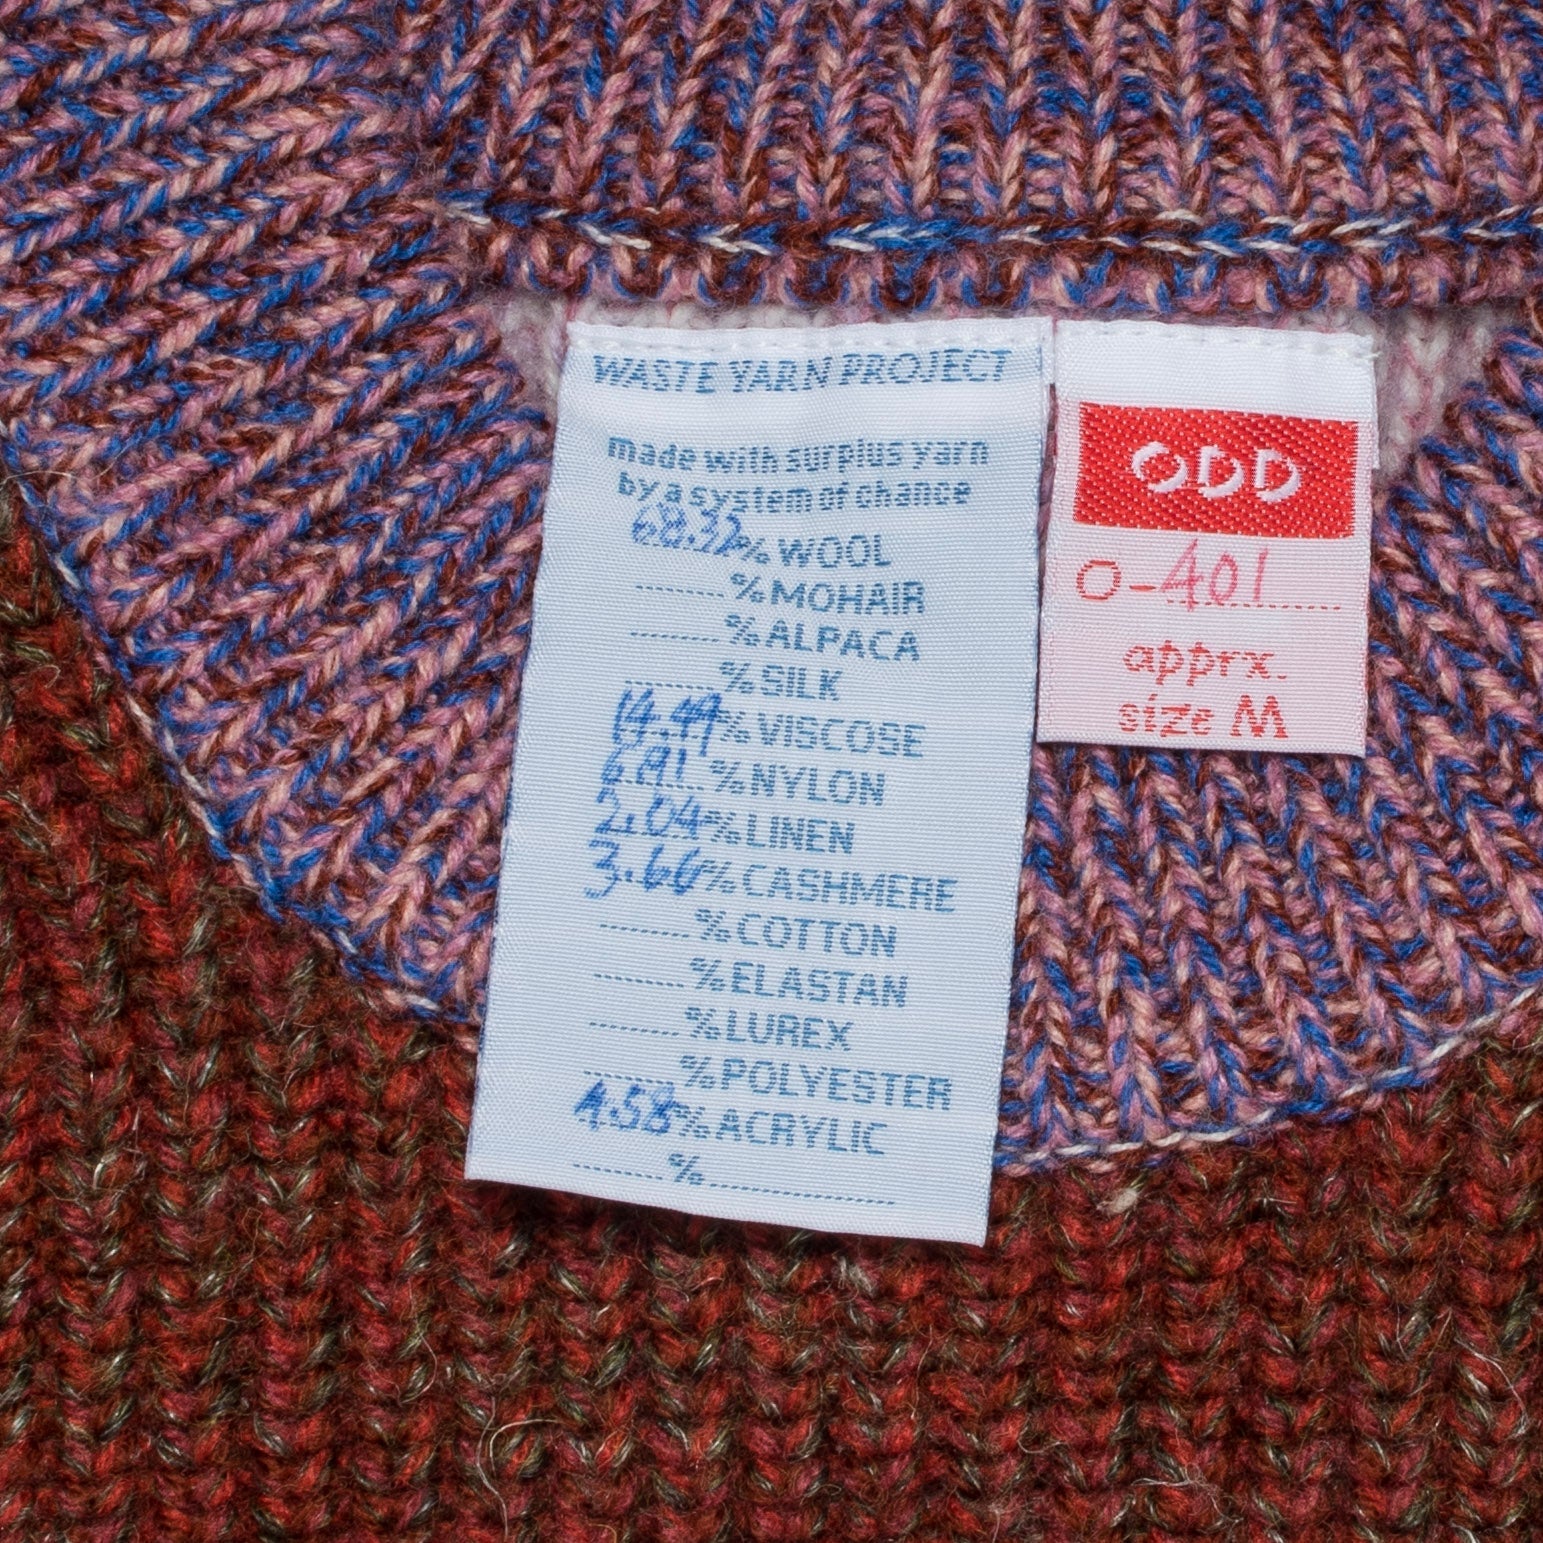 WASTE YARN PROJECT
made with surplus yarn
by a system of chance
68.32% WOOL
..........% MOHAIR
..........% ALPACA
..........% SILK
14.49% VISCOSE
6.91% NYLON
2.04% LINEN
3.66% CASHMERE
..........% COTTON
..........% ELASTAN
..........% LUREX
..........% POLYESTER
4.58% ACRYLIC
..........%....................
ODD
O-401
apprx.
size M